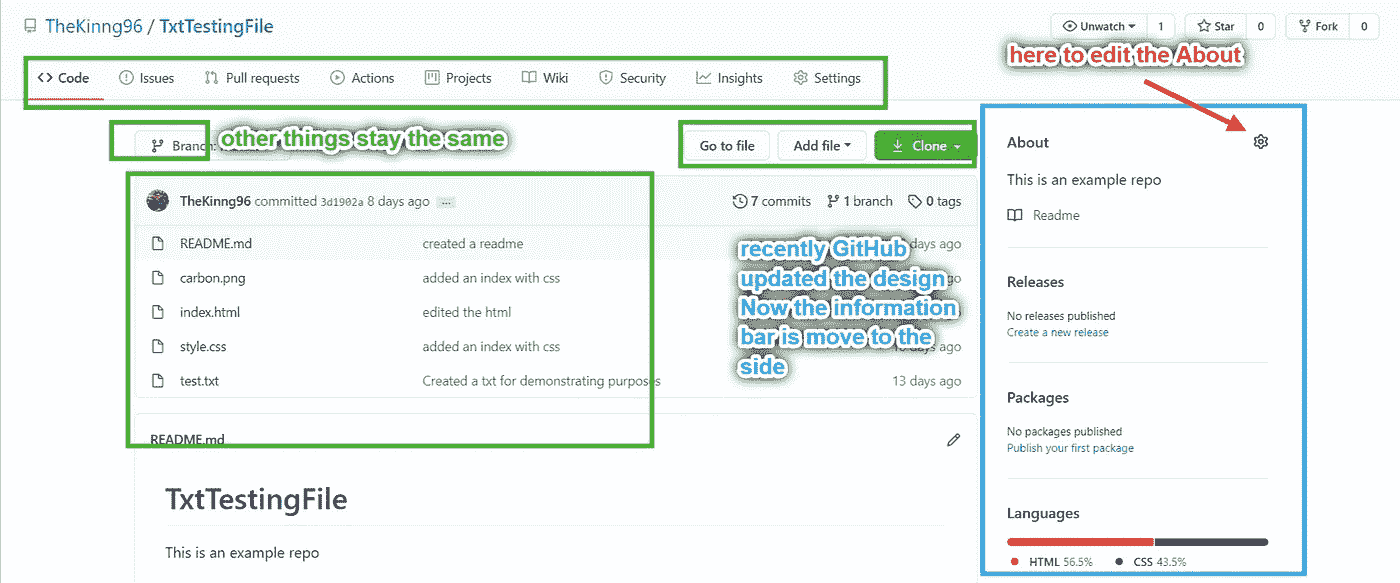 TheKinng96 / TxtTestingFile
Unwatch 1 Star 0 Fork 0
here to edit the About
Code Issues Pull requests Actions Projects Wiki Security Insights Settings
Branch:
other things stay the same
Go to file Add file Clone
TheKinng96 committed 3d1902a 8 days ago ...
7 commits 1 branch 0 tags
README.md created a readme days ago
carbon.png added an index with css go
index.html edited the html
style.css added an index with css days ago
test.txt Created a txt for demonstrating purposes 13 days ago
recently GitHub
updated the design
Now the information
bar is move to the
side
README.md
TxtTestingFile
This is an example repo
About
This is an example repo
Readme
Releases
No releases published
Create a new release
Packages
No packages published
Publish your first package
Languages
HTML 56.5% CSS 43.5%